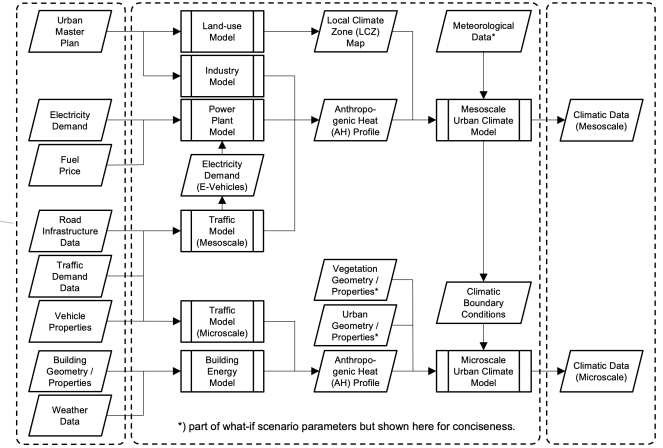 Urban
Master
Plan
Land-use
Model
Local Climate
Zone (LCZ)
Map
Meteorological
Data*
Industry
Model
Electricity
Demand
Power
Plant
Model
Anthropo-
genic Heat
(AH) Profile
Mesoscale
Urban Climate
Model
Climatic Data
(Mesoscale)
Fuel
Price
Electricity
Demand
(E-Vehicles)
Road
Infrastructure
Data
Traffic
Model
(Mesoscale)
Traffic
Demand
Data
Vegetation
Geometry /
Properties*
Climatic
Boundary
Conditions
Vehicle
Properties
Traffic
Model
(Microscale)
Urban
Geometry /
Properties*
Building
Geometry /
Properties
Building
Energy
Model
Anthropo-
genic Heat
(AH) Profile
Microscale
Urban Climate
Model
Climatic Data
(Microscale)
Weather
Data
*) part of what-if scenario parameters but shown here for conciseness.